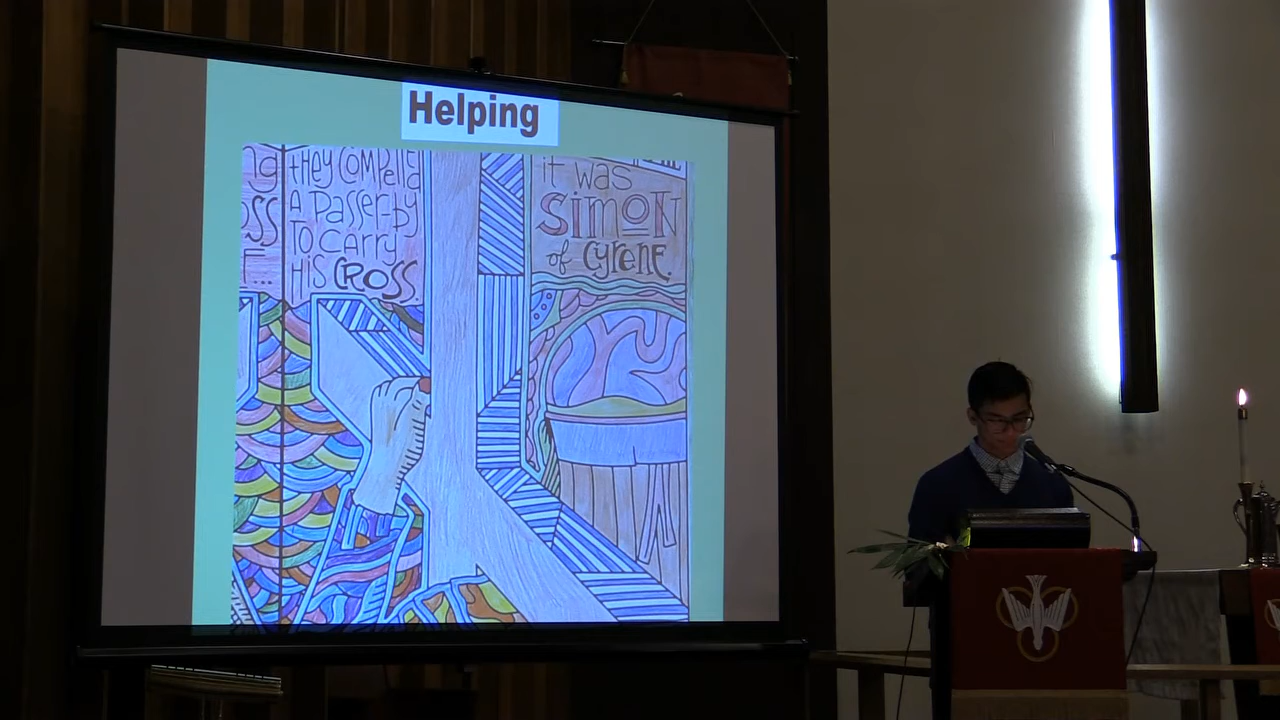 Helping
they compelled
A passer-by
To carry
His CROSS.
it was
SIMON
of Cyrene.